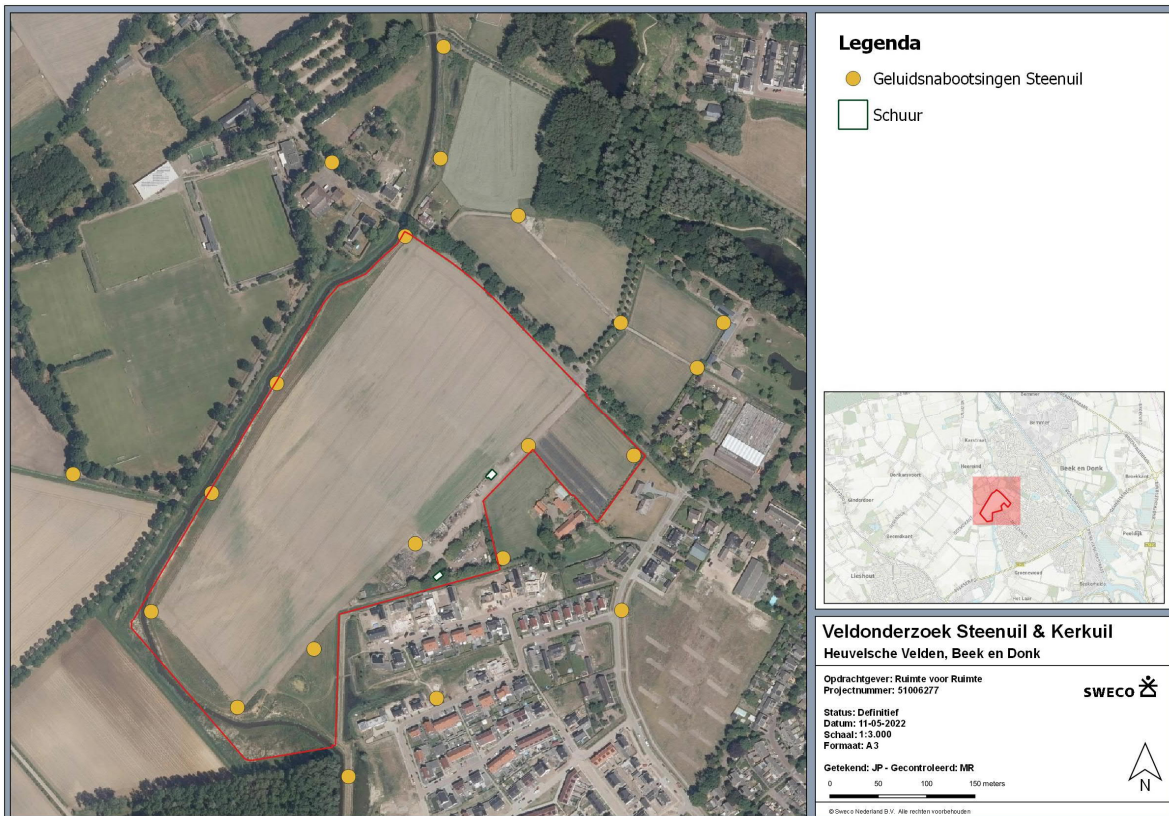 Legenda
Geluidsnabootsingen Steenuil
Schuur
Beek en Donk
Lieshout
Veldonderzoek Steenuil & Kerkuil
Heuvelsche Velden, Beek en Donk
Opdrachtgever: Ruimte voor Ruimte
Projectnummer: 51006277
SWECO
Status: Definitief
Datum: 11-05-2022
Schaal: 1:3.000
Formaat: A3
Getekend: JP - Gecontroleerd: MR
0 50 100 150 meters
N
© Sweco Nederland B.V. Alle rechten voorbehouden